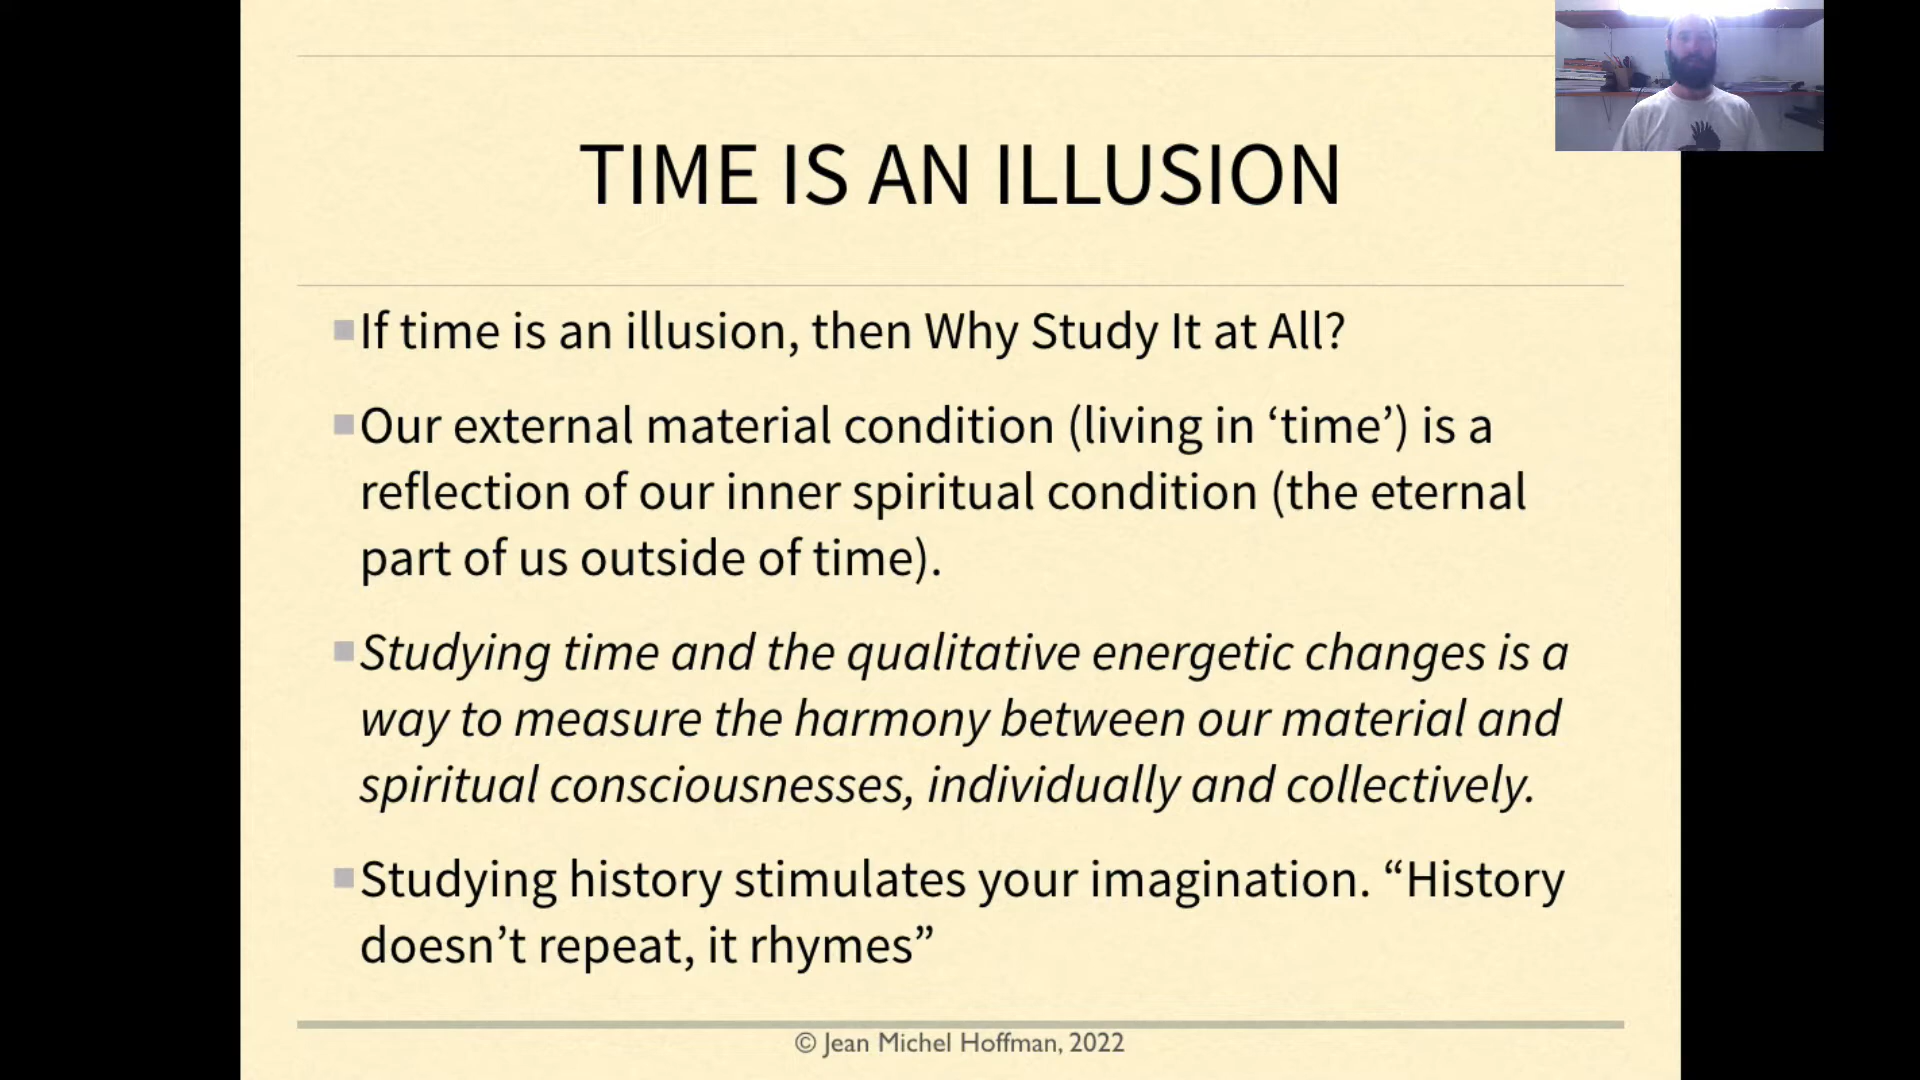 TIME IS AN ILLUSION
If time is an illusion, then Why Study It at All?
Our external material condition (living in ‘time’) is a
reflection of our inner spiritual condition (the eternal
part of us outside of time).
Studying time and the qualitative energetic changes is a
way to measure the harmony between our material and
spiritual consciousnesses, individually and collectively.
Studying history stimulates your imagination. “History
doesn’t repeat, it rhymes”
© Jean Michel Hoffman, 2022